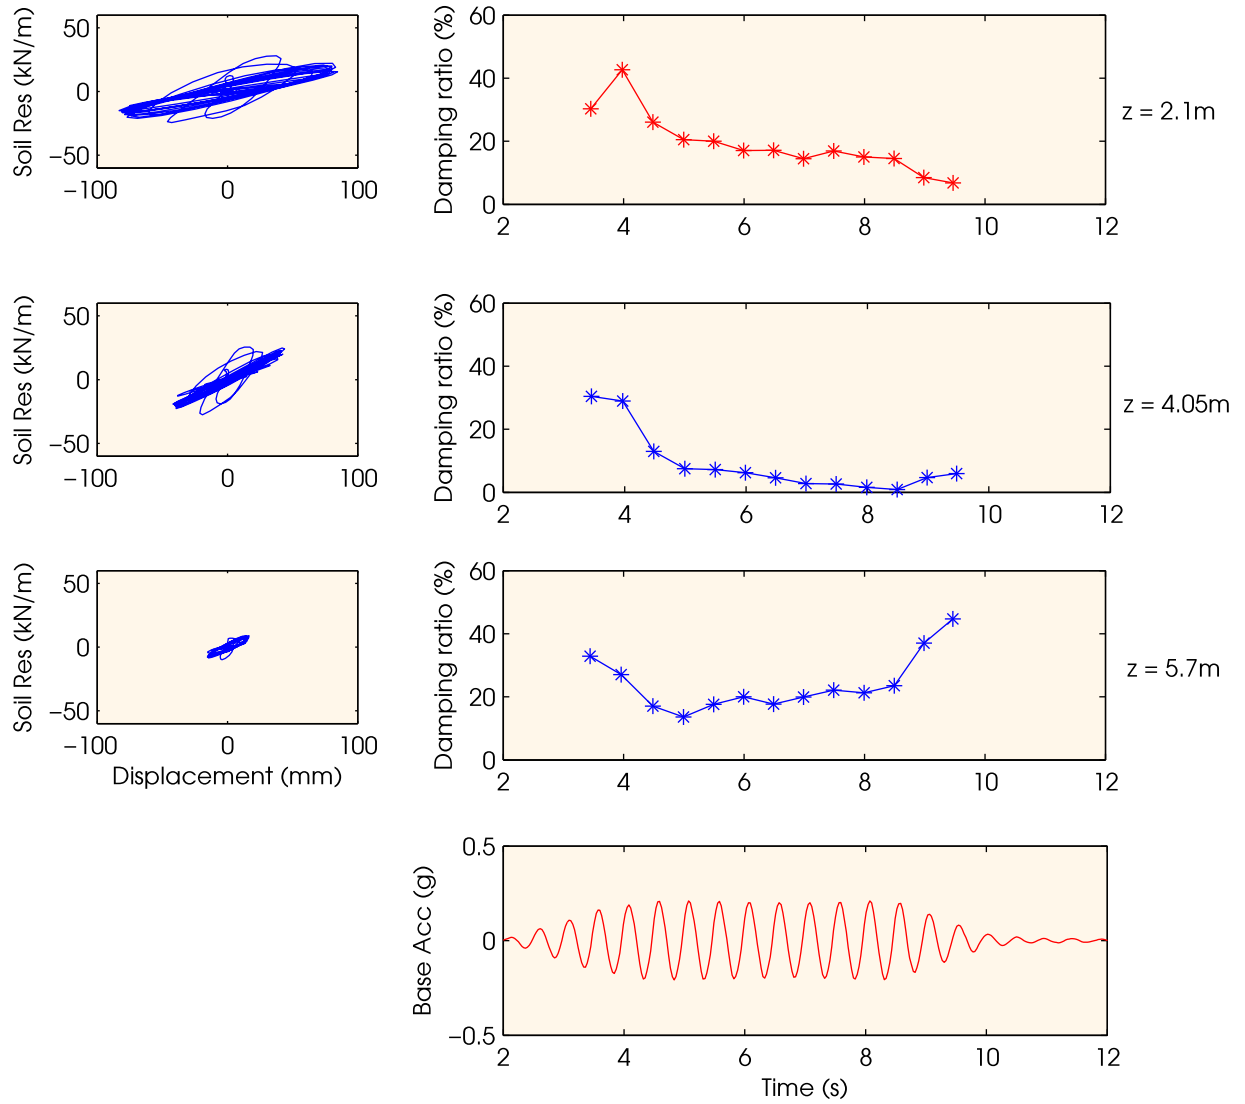 Soil Res (kN/m)
50
0
−50
−100 0 100
Damping ratio (%)
60
40
20
0
2 4 6 8 10 12
z = 2.1m
Soil Res (kN/m)
50
0
−50
−100 0 100
Damping ratio (%)
60
40
20
0
2 4 6 8 10 12
z = 4.05m
Soil Res (kN/m)
50
0
−50
−100 0 100
Displacement (mm)
Damping ratio (%)
60
40
20
0
2 4 6 8 10 12
z = 5.7m
Base Acc (g)
0.5
0
−0.5
2 4 6 8 10 12
Time (s)